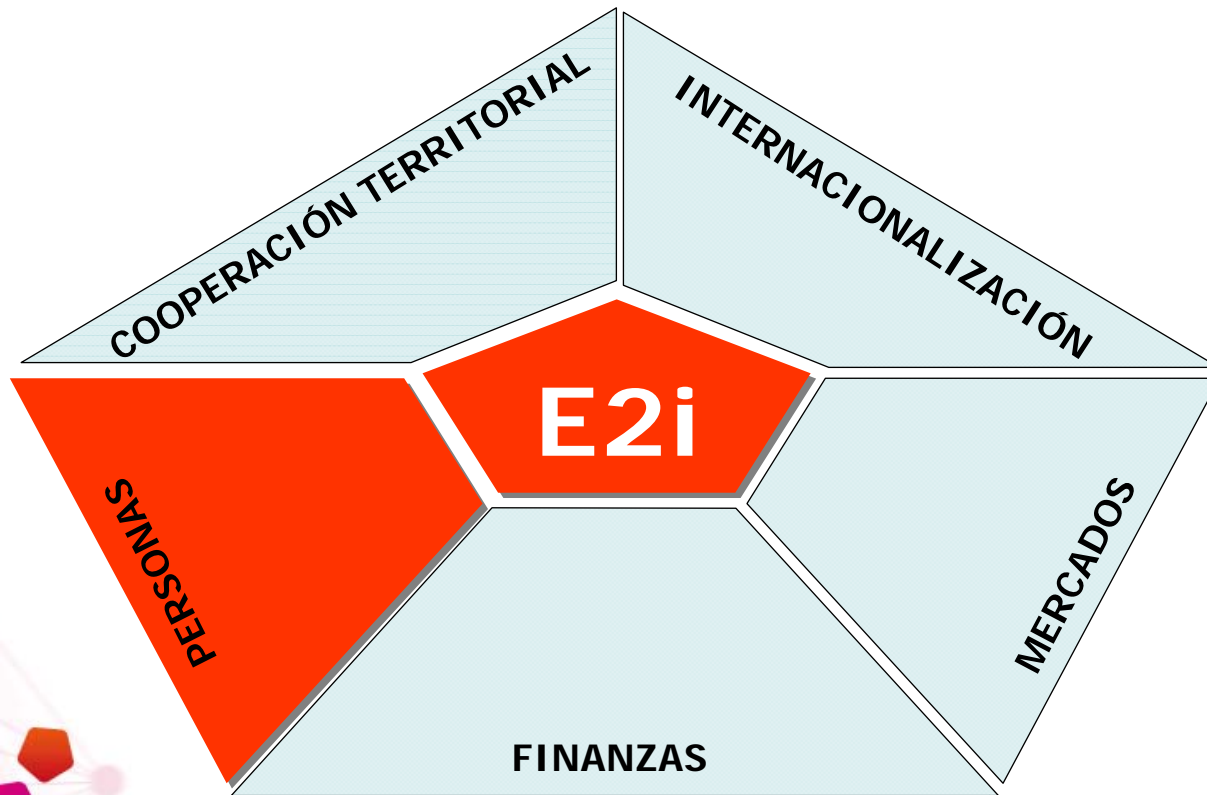 COOPERACIÓN TERRITORIAL
INTERNACIONALIZACIÓN
E2i
PERSONAS
MERCADOS
FINANZAS